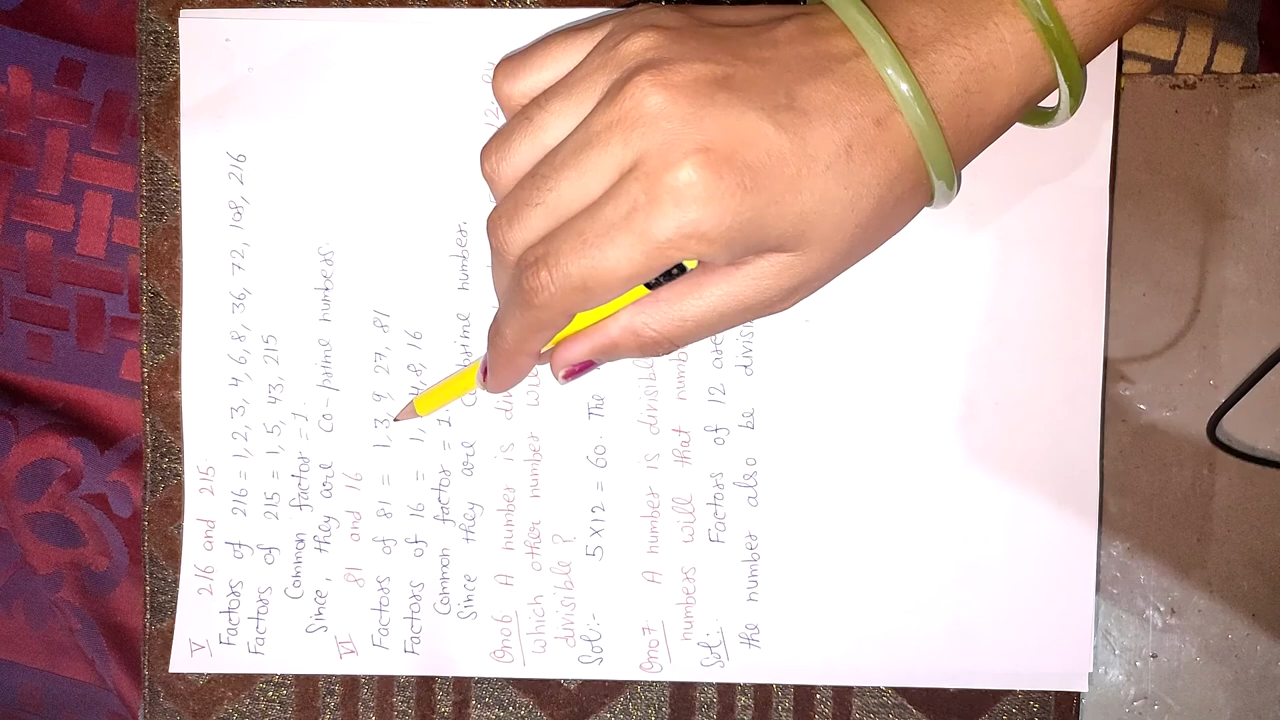 V 216 and 215.
Factors of 216 = 1, 2, 3, 4, 6, 8, 36, 72, 108, 216
Factors of 215 = 1, 5, 43, 215
Common factor = 1.
Since, they are Co-prime numbers.
VI 81 and 16
Factors of 81 = 1, 3, 9, 27, 81
Factors of 16 = 1, 4, 8, 16
Common factor = 1.
Since they are Co prime number.
Qno6 A number is 12.
which other number
divisible?
Sol:- 5 X 12 = 60. The
Qno7 A number is divisible
numbers will that
Sol:- Factors of 12 are
the number also be